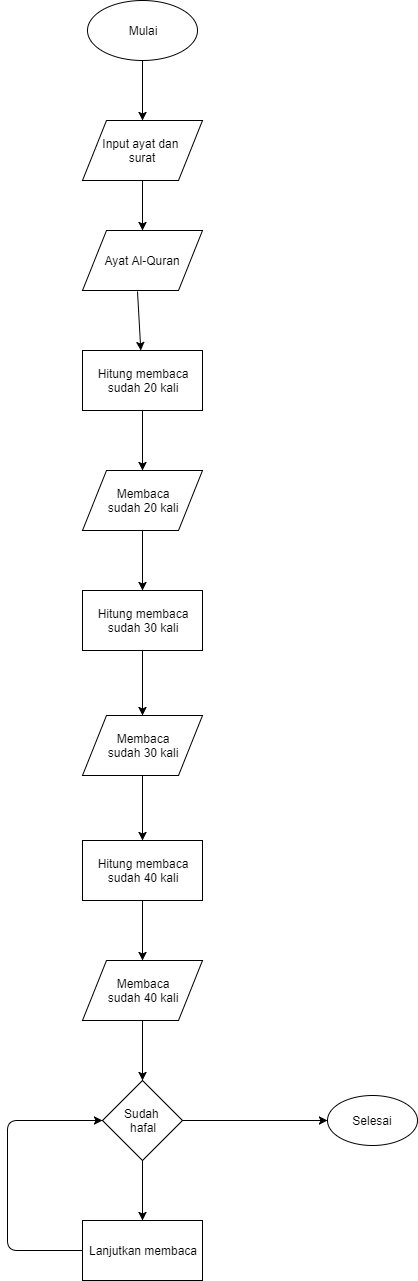 Mulai
Input ayat dan
surat
Ayat Al-Quran
Hitung membaca
sudah 20 kali
Membaca
sudah 20 kali
Hitung membaca
sudah 30 kali
Membaca
sudah 30 kali
Hitung membaca
sudah 40 kali
Membaca
sudah 40 kali
Sudah
hafal
Selesai
Lanjutkan membaca